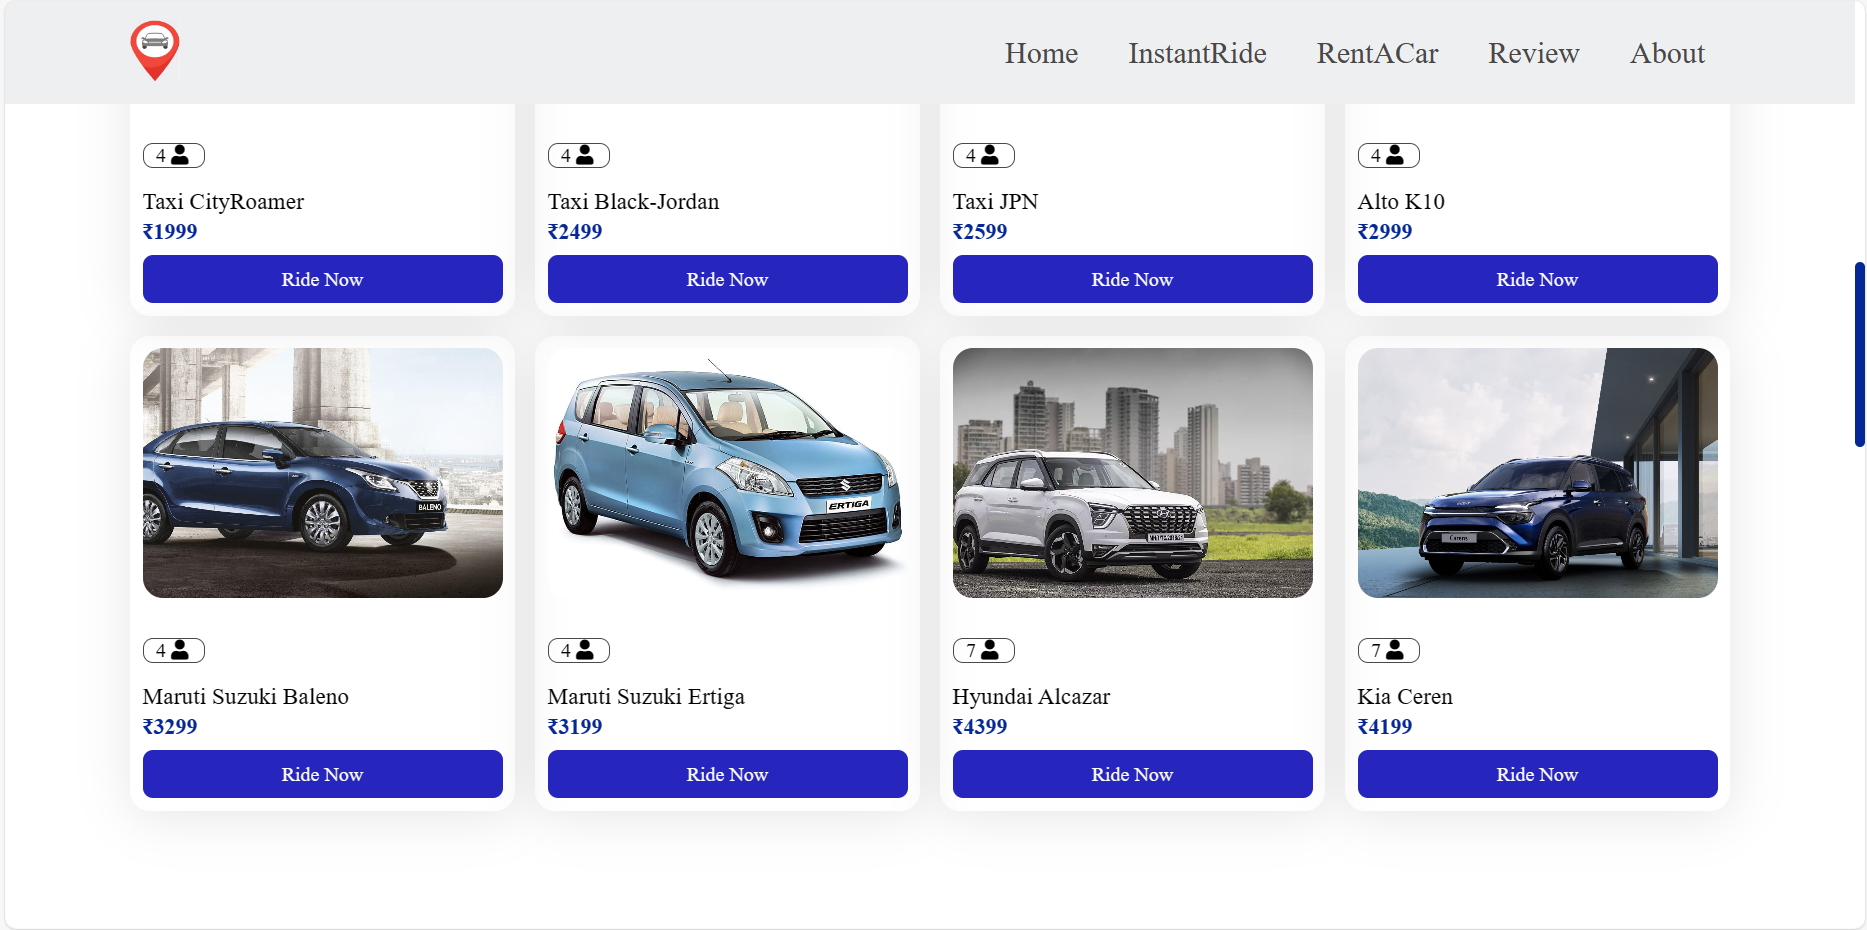 Home InstantRide RentACar Review About
4 4 4 4
Taxi CityRoamer Taxi Black-Jordan Taxi JPN Alto K10
₹1999 ₹2499 ₹2599 ₹2999
Ride Now Ride Now Ride Now Ride Now
BALENO
ERTIGA
Carens
4 4 7 7
Maruti Suzuki Baleno Maruti Suzuki Ertiga Hyundai Alcazar Kia Ceren
₹3299 ₹3199 ₹4399 ₹4199
Ride Now Ride Now Ride Now Ride Now